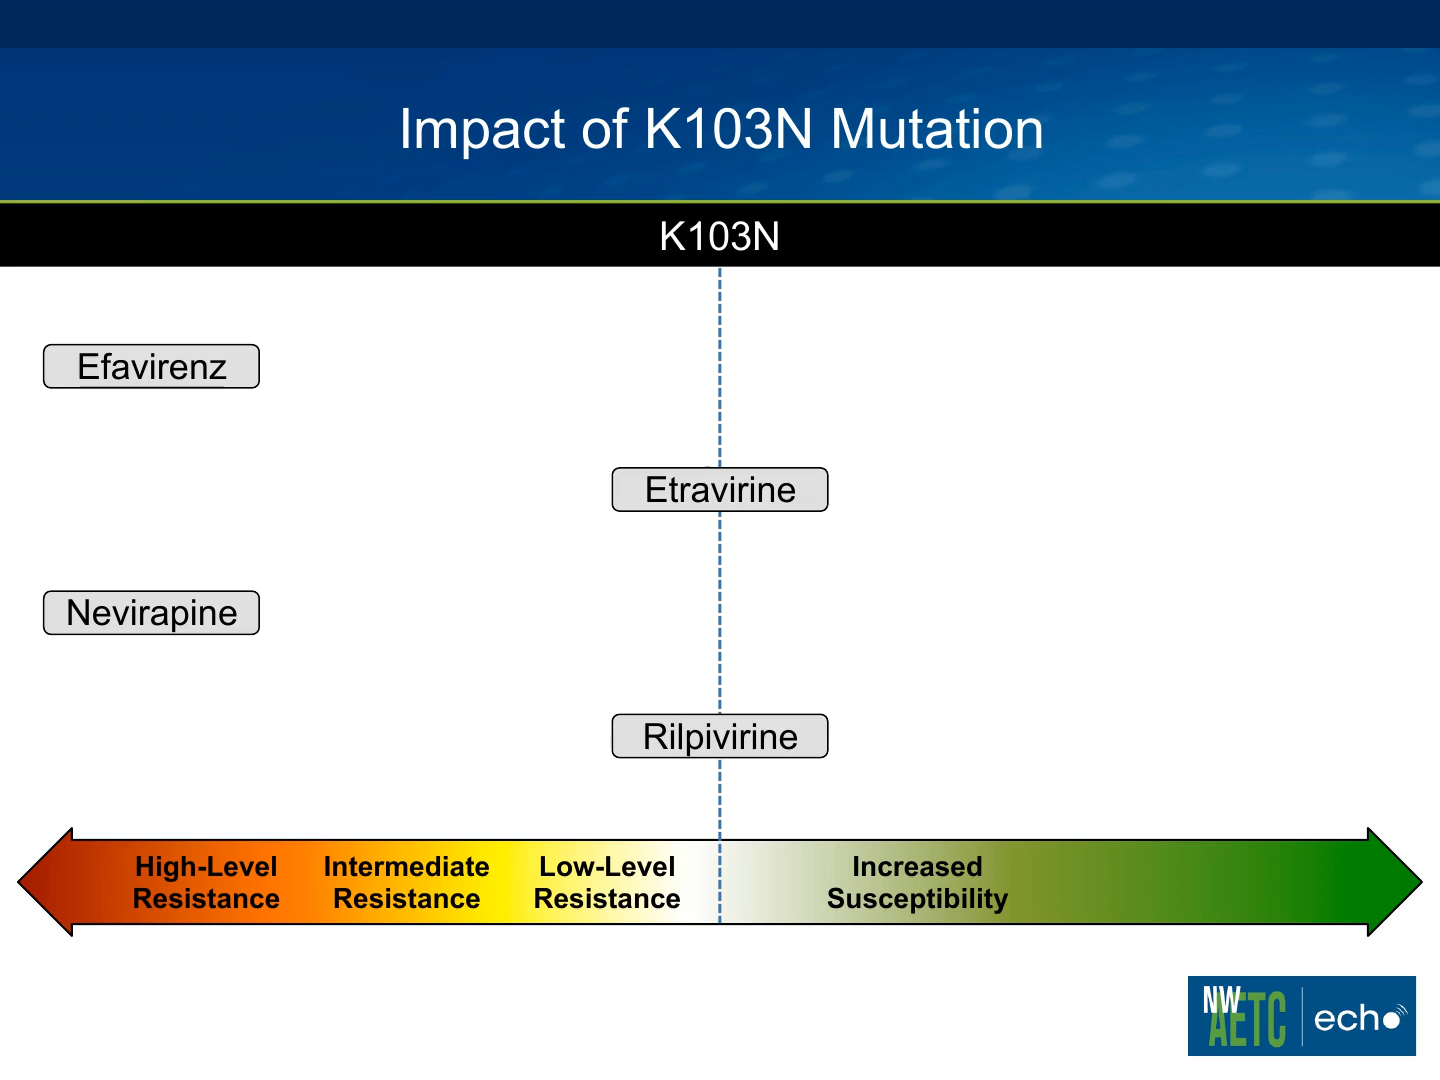 Impact of K103N Mutation
K103N
Efavirenz
Etravirine
Nevirapine
Rilpivirine
High-Level
Resistance
Intermediate
Resistance
Low-Level
Resistance
Increased
Susceptibility
NW
AETC
echo